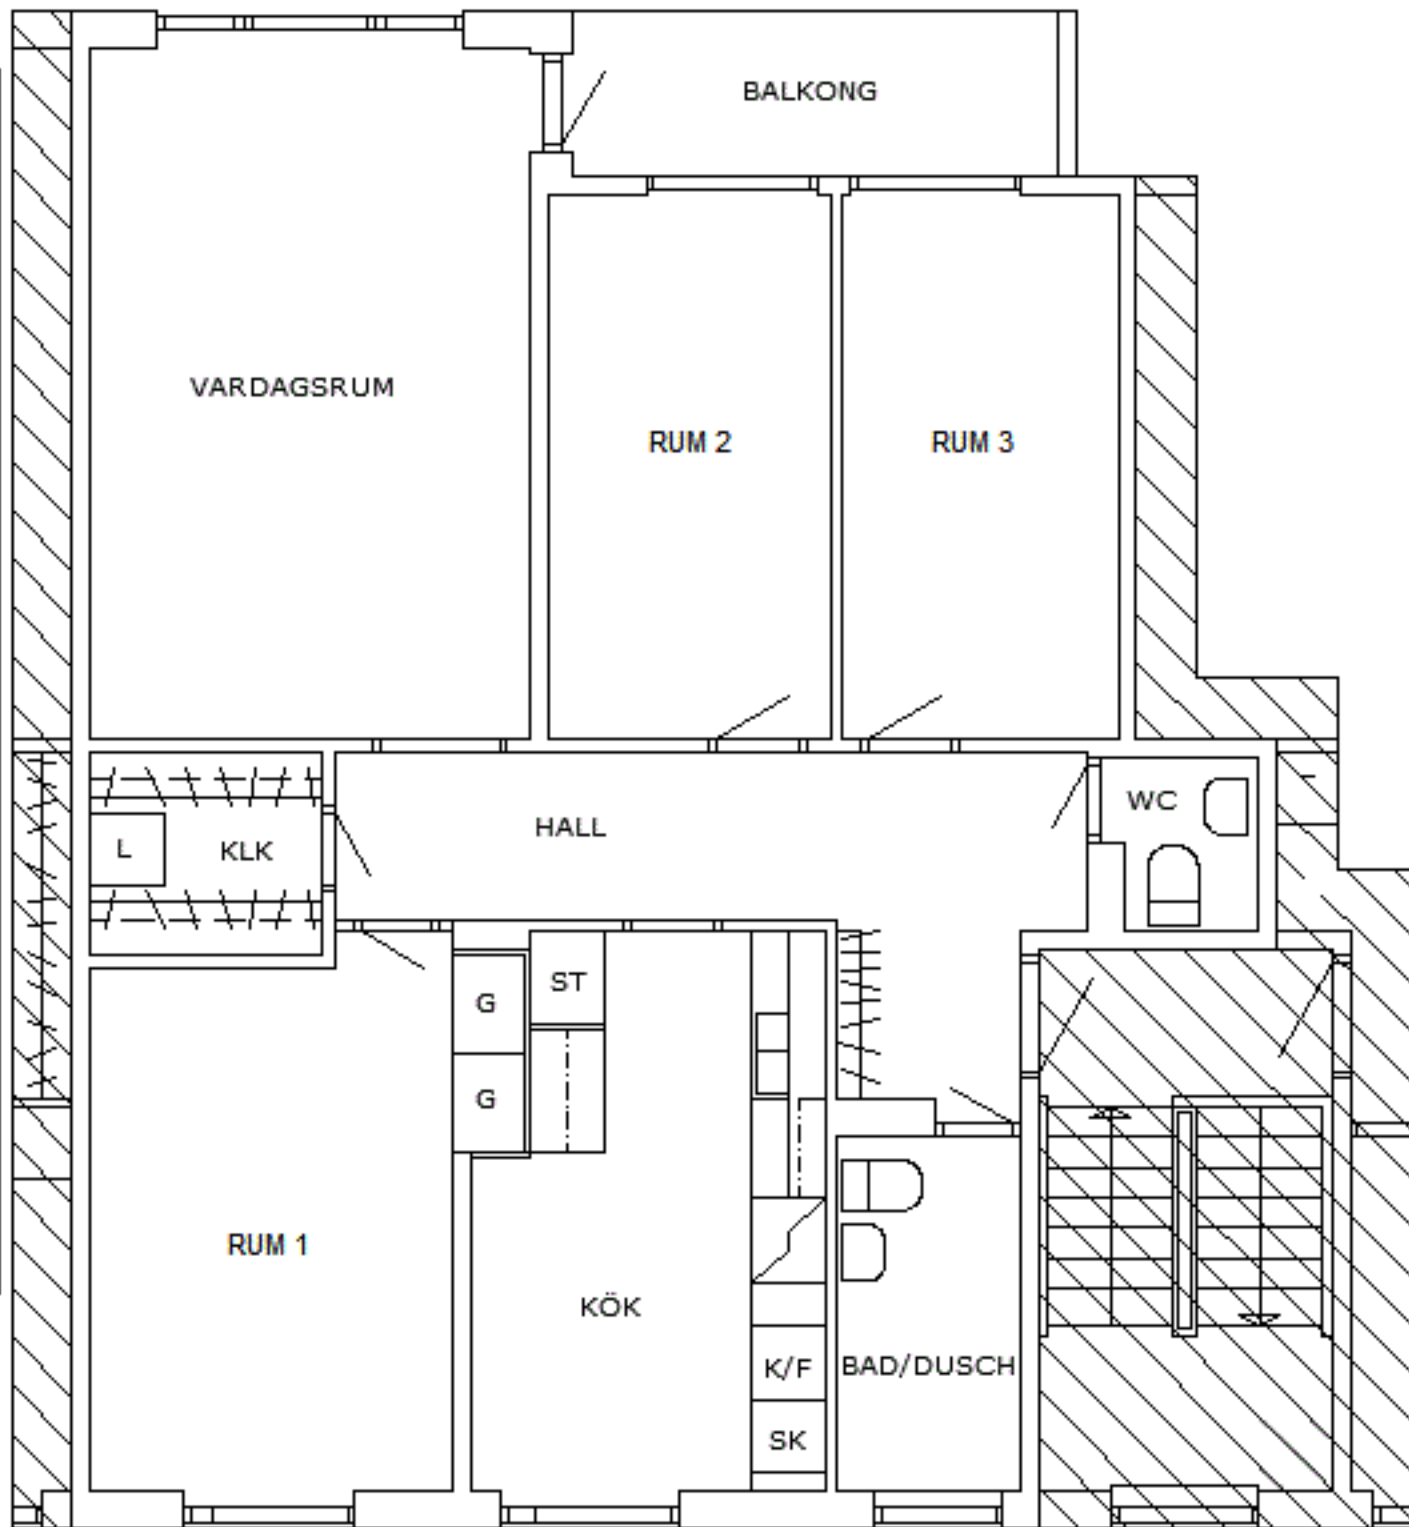 BALKONG
VARDAGSRUM
RUM 2
RUM 3
WC
HALL
L
KLK
ST
G
G
RUM 1
KÖK
K/F
BAD/DUSCH
SK